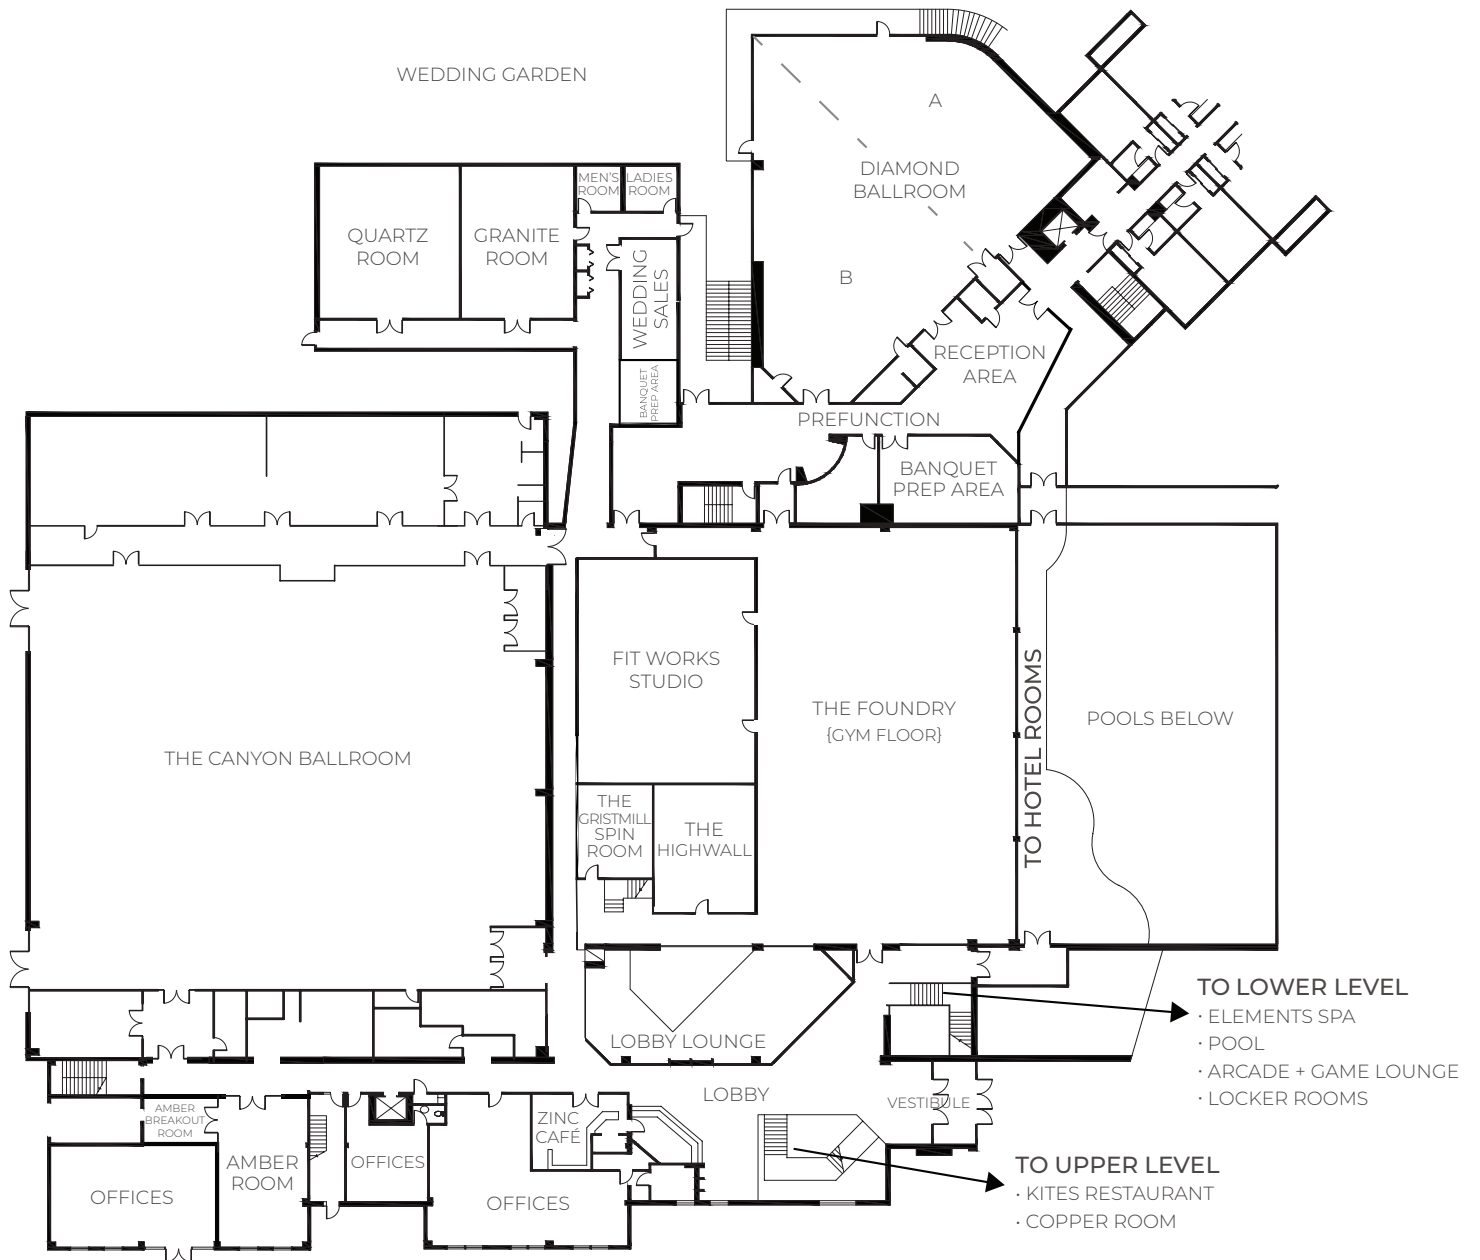 WEDDING GARDEN
A
DIAMOND
BALLROOM
B
MEN'S
ROOM
LADIES
ROOM
QUARTZ
ROOM
GRANITE
ROOM
WEDDING
SALES
BANQUET
PREP AREA
RECEPTION
AREA
PREFUNCTION
BANQUET
PREP AREA
FIT WORKS
STUDIO
THE FOUNDRY
{GYM FLOOR}
TO HOTEL ROOMS
POOLS BELOW
THE CANYON BALLROOM
THE
GRISTMILL
SPIN
ROOM
THE
HIGHWALL
LOBBY LOUNGE
LOBBY
VESTIBULE
TO LOWER LEVEL
· ELEMENTS SPA
· POOL
· ARCADE + GAME LOUNGE
· LOCKER ROOMS
AMBER
BREAKOUT
ROOM
ZINC
CAFÉ
AMBER
ROOM
OFFICES
OFFICES
OFFICES
TO UPPER LEVEL
· KITES RESTAURANT
· COPPER ROOM